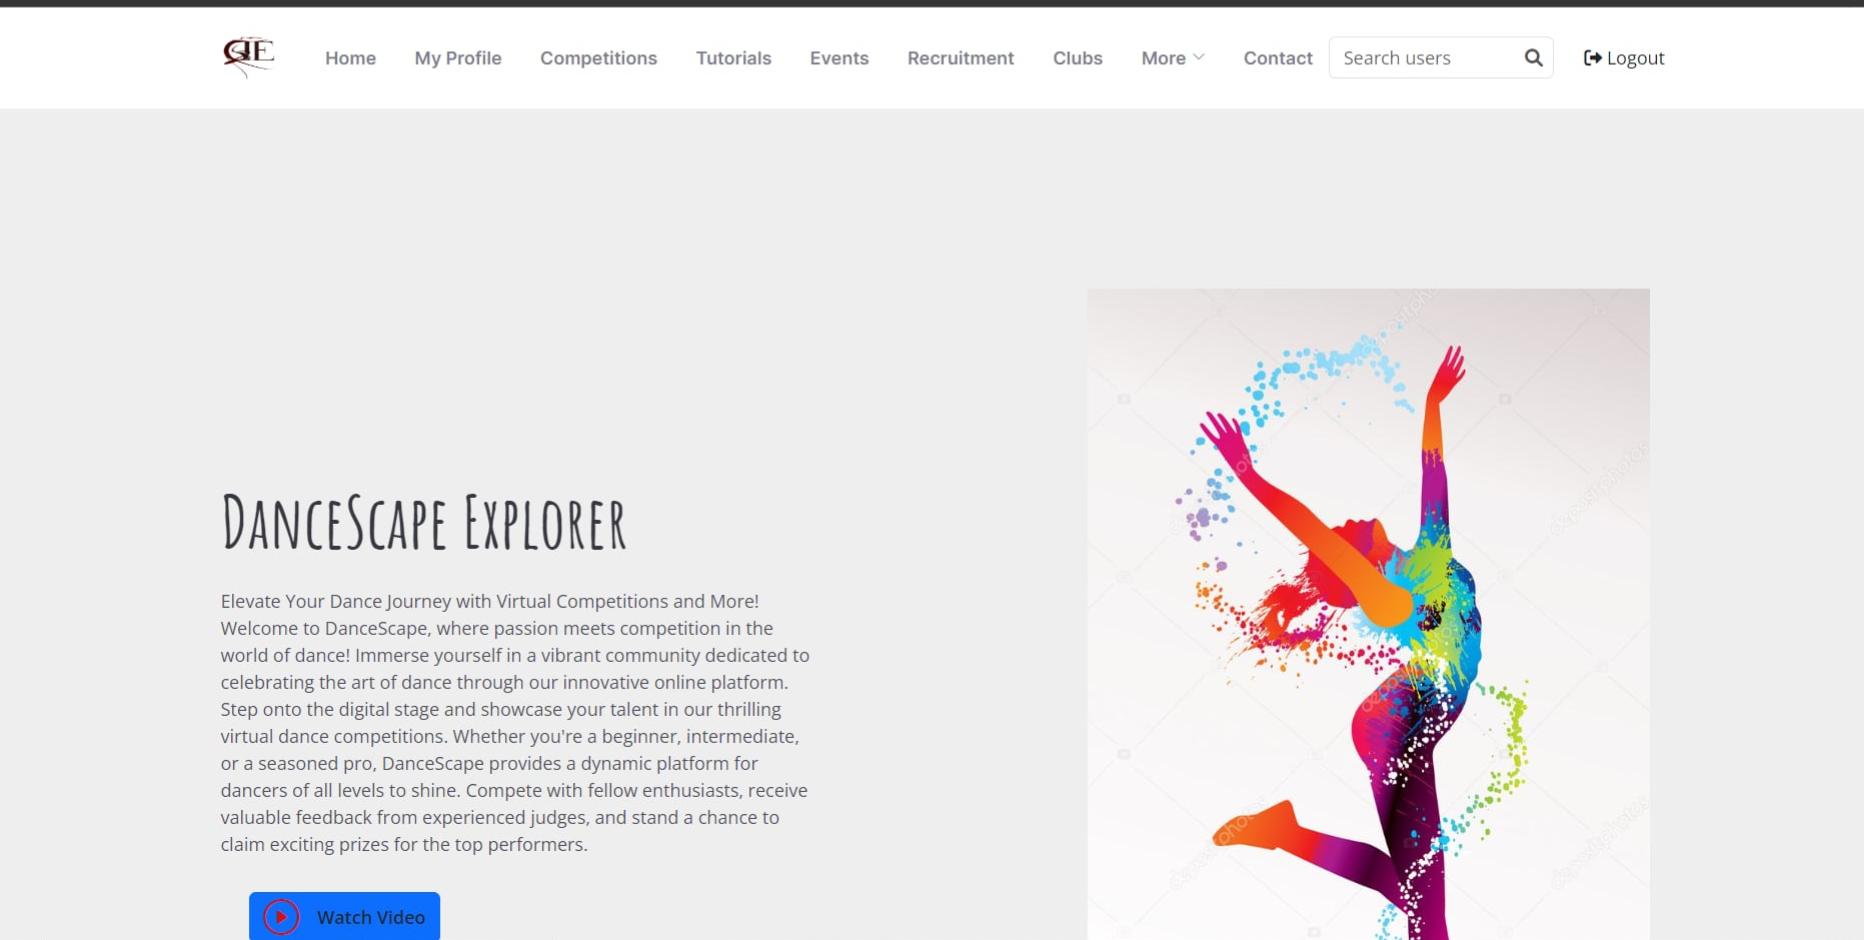 Home My Profile Competitions Tutorials Events Recruitment Clubs More Contact Search users Logout
DanceScape Explorer
Elevate Your Dance Journey with Virtual Competitions and More!
Welcome to DanceScape, where passion meets competition in the
world of dance! Immerse yourself in a vibrant community dedicated to
celebrating the art of dance through our innovative online platform.
Step onto the digital stage and showcase your talent in our thrilling
virtual dance competitions. Whether you're a beginner, intermediate,
or a seasoned pro, DanceScape provides a dynamic platform for
dancers of all levels to shine. Compete with fellow enthusiasts, receive
valuable feedback from experienced judges, and stand a chance to
claim exciting prizes for the top performers.
Watch Video
depositphotos
depositphotos
depositphotos
depositphotos